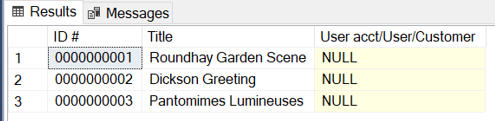 Results Messages
ID # Title User acct/User/Customer
1 0000000001 Roundhay Garden Scene NULL
2 0000000002 Dickson Greeting NULL
3 0000000003 Pantomimes Lumineuses NULL